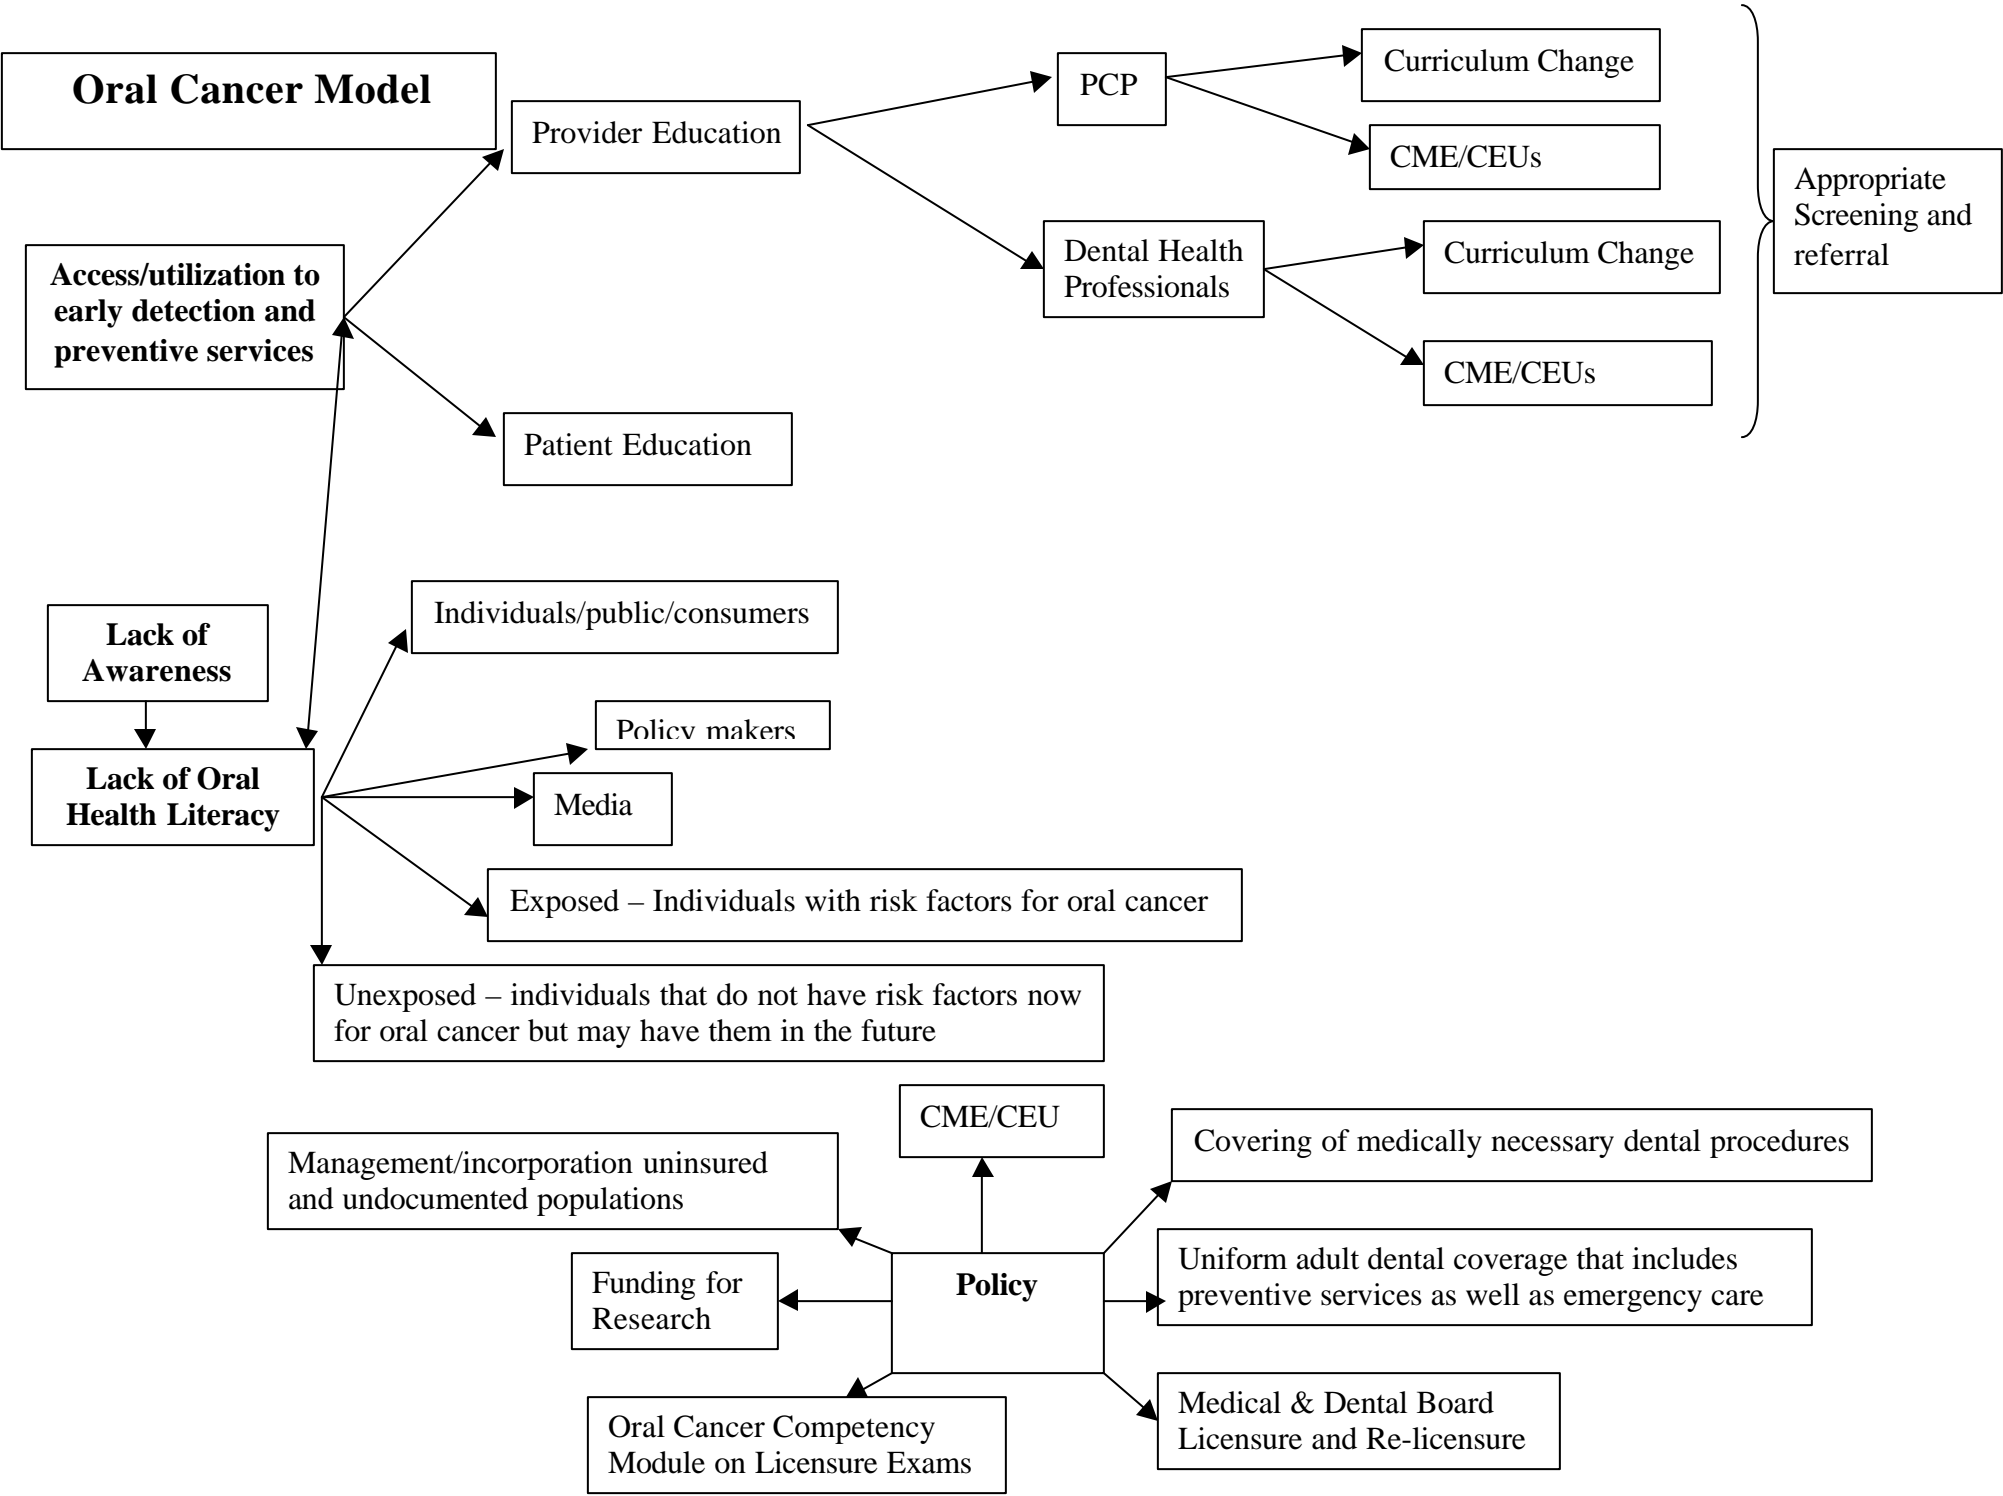 Oral Cancer Model
Provider Education
PCP
Curriculum Change
CME/CEUs
Dental Health
Professionals
Curriculum Change
CME/CEUs
Appropriate
Screening and
referral
Access/utilization to
early detection and
preventive services
Patient Education
Lack of
Awareness
Lack of Oral
Health Literacy
Individuals/public/consumers
Policy makers
Media
Exposed – Individuals with risk factors for oral cancer
Unexposed – individuals that do not have risk factors now
for oral cancer but may have them in the future
CME/CEU
Management/incorporation uninsured
and undocumented populations
Covering of medically necessary dental procedures
Funding for
Research
Policy
Uniform adult dental coverage that includes
preventive services as well as emergency care
Oral Cancer Competency
Module on Licensure Exams
Medical & Dental Board
Licensure and Re-licensure